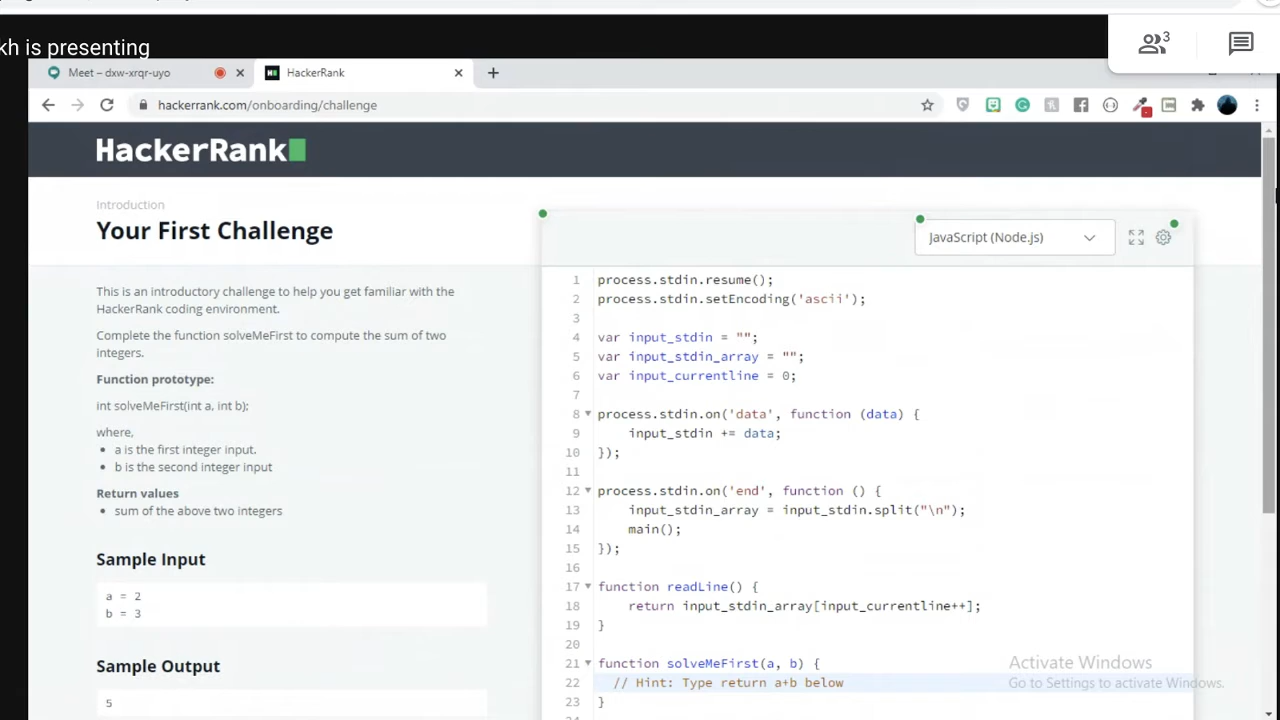 kh is presenting
3
Meet – dxw-xrqr-uyo
HackerRank
hackerrank.com/onboarding/challenge
HackerRank
Introduction
Your First Challenge
This is an introductory challenge to help you get familiar with the
HackerRank coding environment.
Complete the function solveMeFirst to compute the sum of two
integers.
Function prototype:
int solveMeFirst(int a, int b);
where,
• a is the first integer input.
• b is the second integer input
Return values
• sum of the above two integers
Sample Input
a = 2
b = 3
Sample Output
5
JavaScript (Node.js)
1 process.stdin.resume();
2 process.stdin.setEncoding('ascii');
3
4 var input_stdin = "";
5 var input_stdin_array = "";
6 var input_currentline = 0;
7
8 process.stdin.on('data', function (data) {
9 input_stdin += data;
10 });
11
12 process.stdin.on('end', function () {
13 input_stdin_array = input_stdin.split("\n");
14 main();
15 });
16
17 function readLine() {
18 return input_stdin_array[input_currentline++];
19 }
20
21 function solveMeFirst(a, b) {
22 // Hint: Type return a+b below
23 }
Activate Windows
Go to Settings to activate Windows.